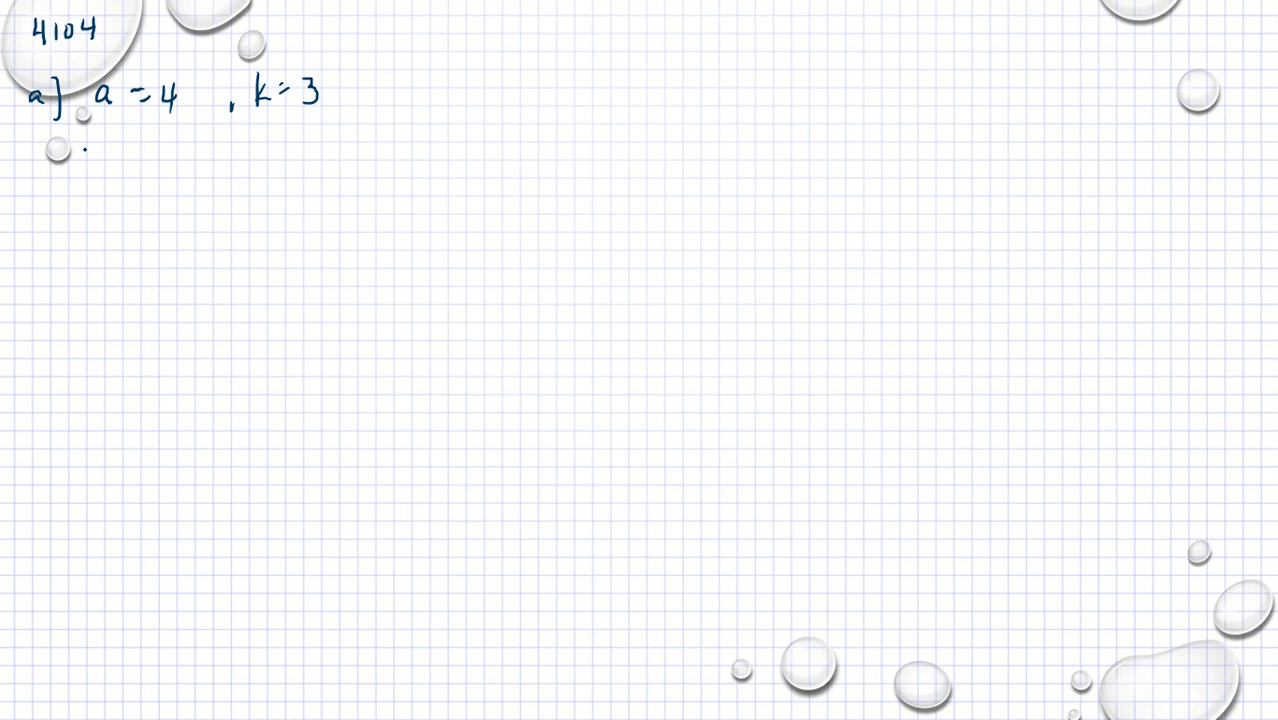 4104
a] a = 4 , k = 3